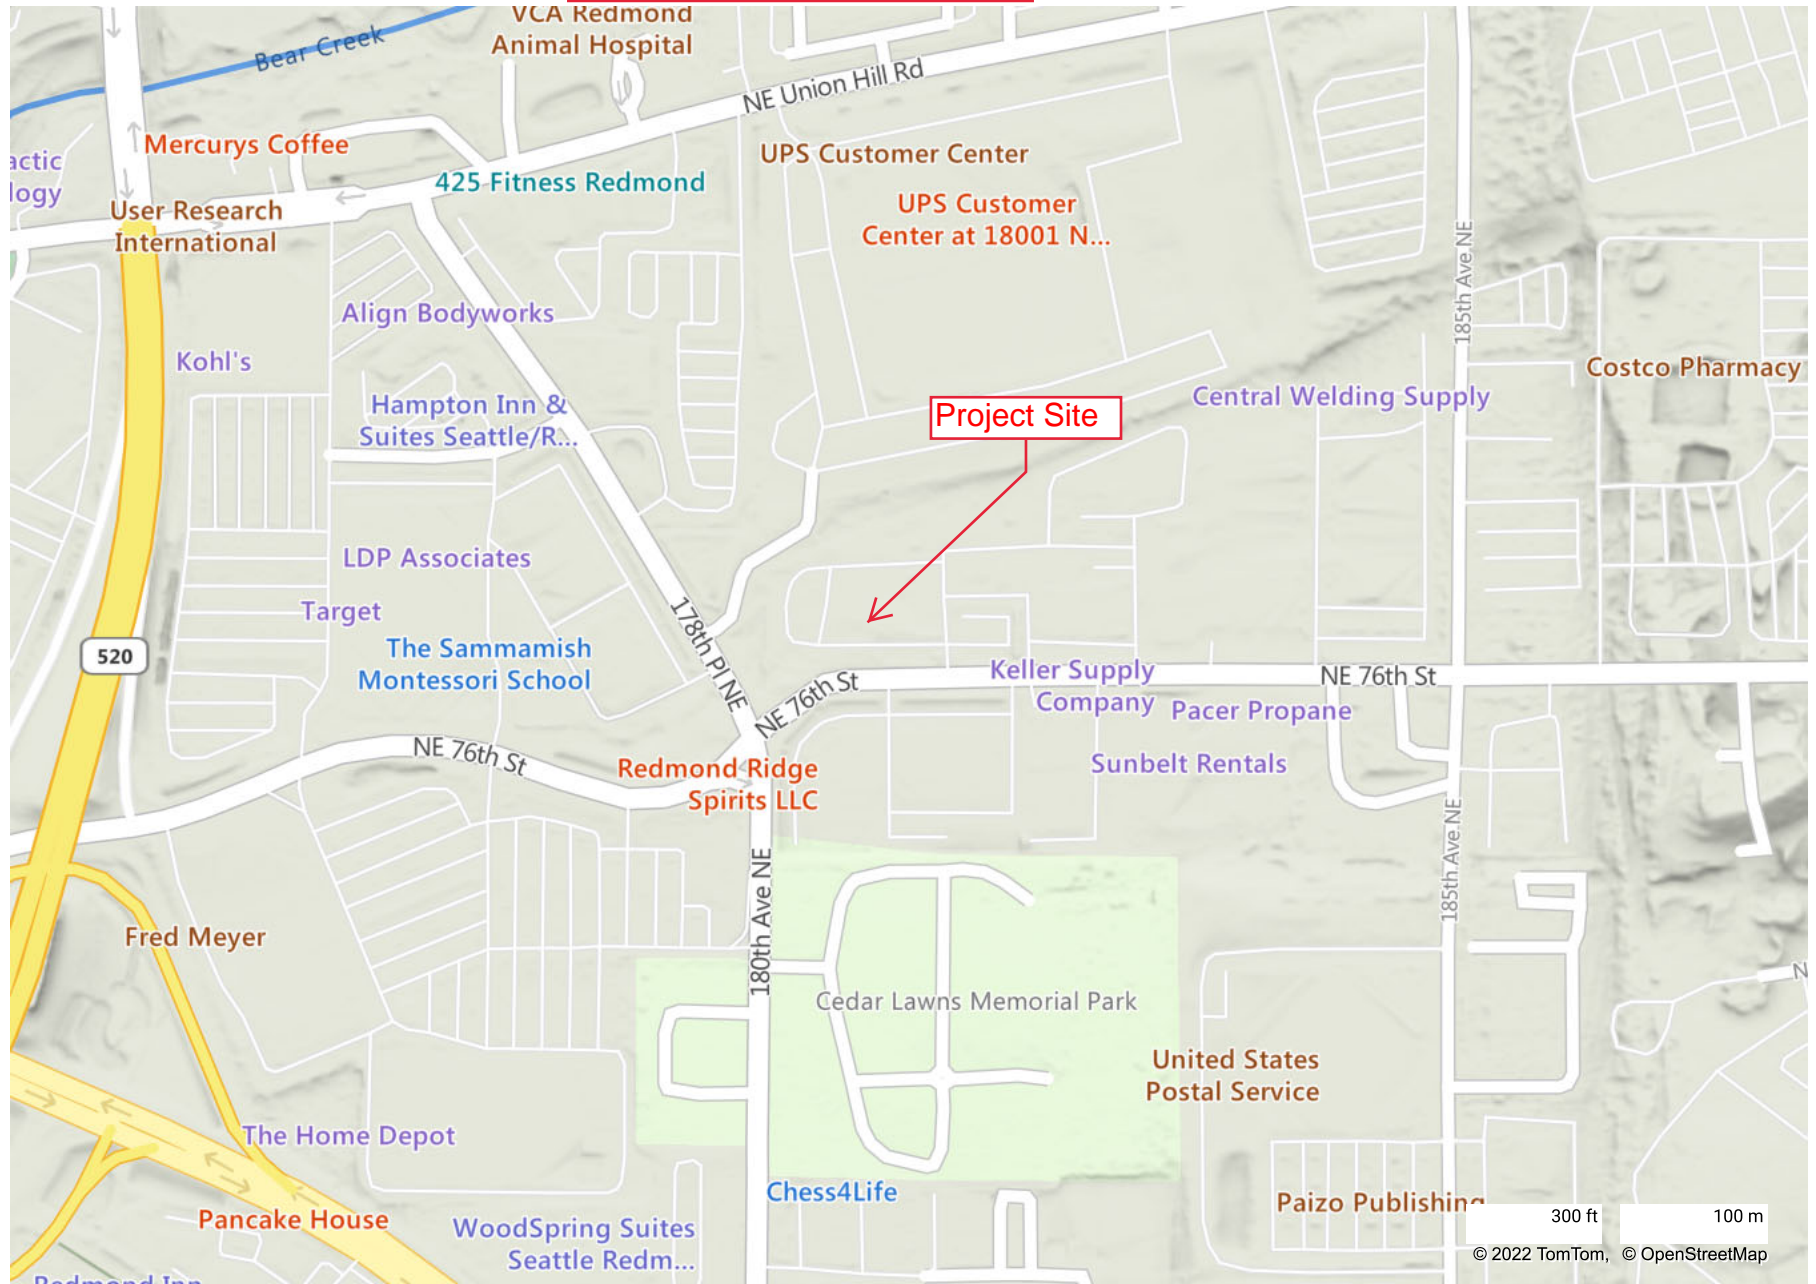 VCA Redmond
Animal Hospital
Bear Creek
NE Union Hill Rd
Mercurys Coffee
actic
logy
425 Fitness Redmond
UPS Customer Center
User Research
International
UPS Customer
Center at 18001 N...
185th Ave NE
Align Bodyworks
Kohl's
Costco Pharmacy
Hampton Inn &
Suites Seattle/R...
Central Welding Supply
Project Site
LDP Associates
Target
178th Pl NE
520
The Sammamish
Montessori School
Keller Supply
Company
NE 76th St
NE 76th St
Pacer Propane
NE 76th St
Sunbelt Rentals
Redmond Ridge
Spirits LLC
180th Ave NE
185th Ave NE
Fred Meyer
N
Cedar Lawns Memorial Park
United States
Postal Service
The Home Depot
Chess4Life
Pancake House
WoodSpring Suites
Seattle Redm...
Paizo Publishing
300 ft
100 m
© 2022 TomTom, © OpenStreetMap
Redmond Inn